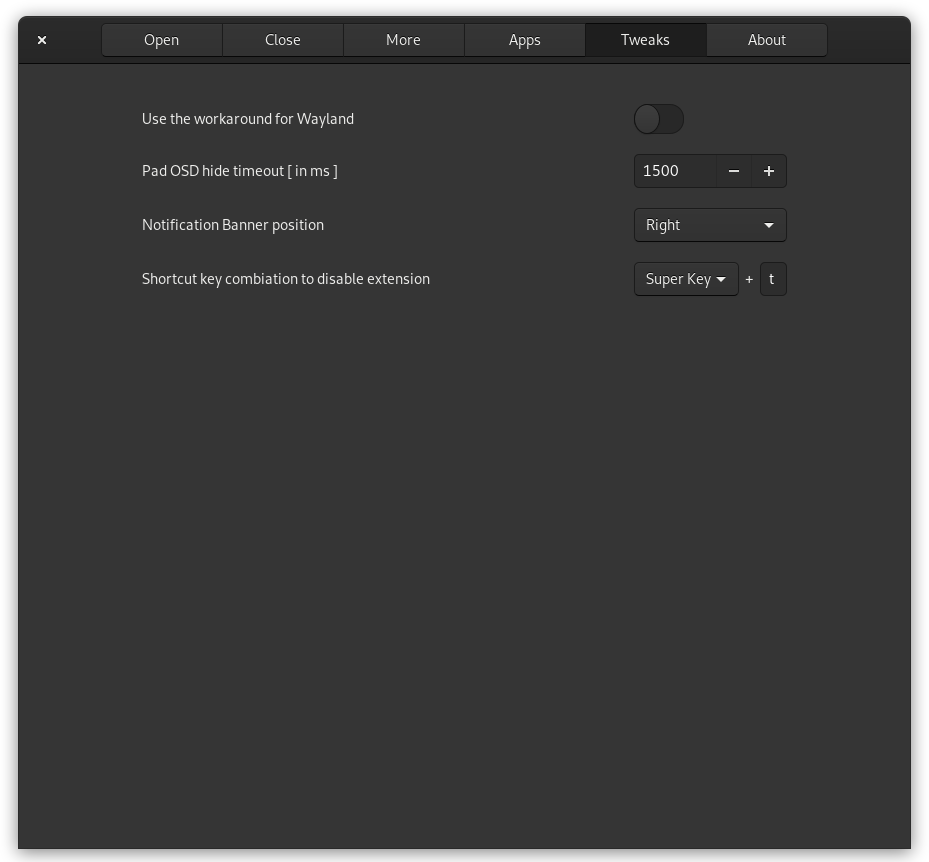 Open Close More Apps Tweaks About
Use the workaround for Wayland
Pad OSD hide timeout [ in ms ] 1500 − +
Notification Banner position Right
Shortcut key combiation to disable extension Super Key + t